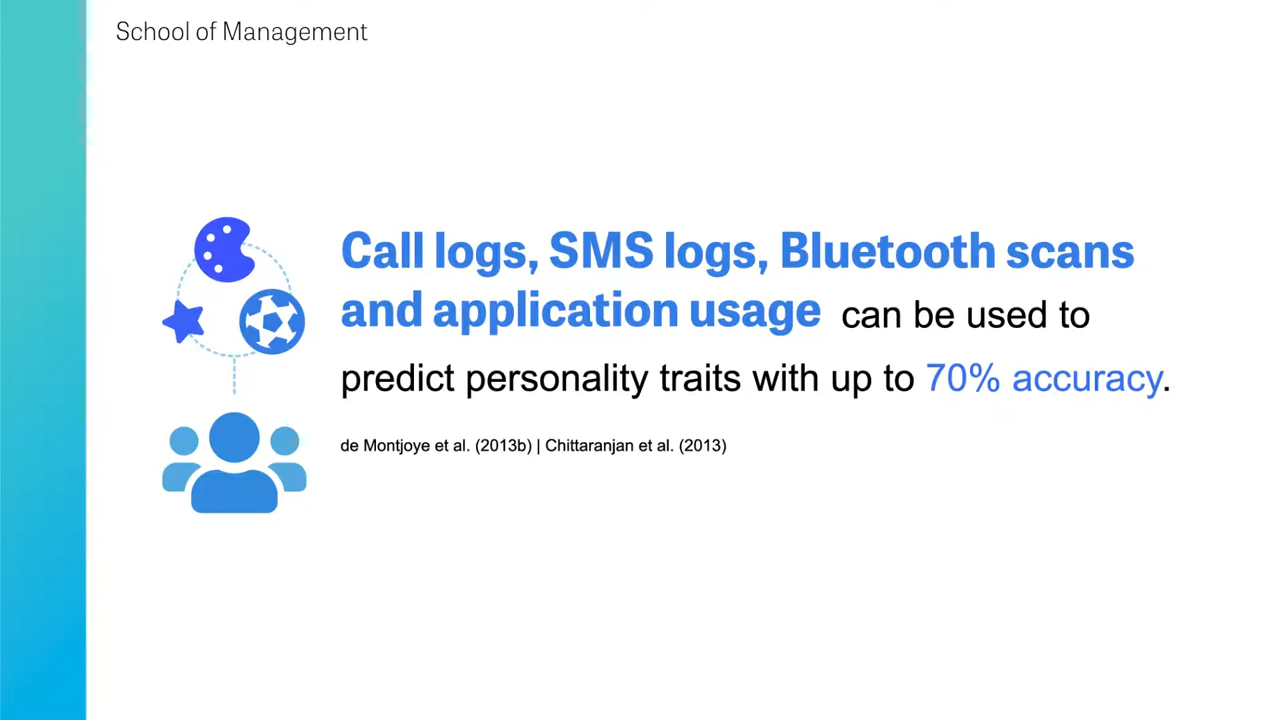 School of Management
Call logs, SMS logs, Bluetooth scans
and application usage can be used to
predict personality traits with up to 70% accuracy.
de Montjoye et al. (2013b) | Chittaranjan et al. (2013)